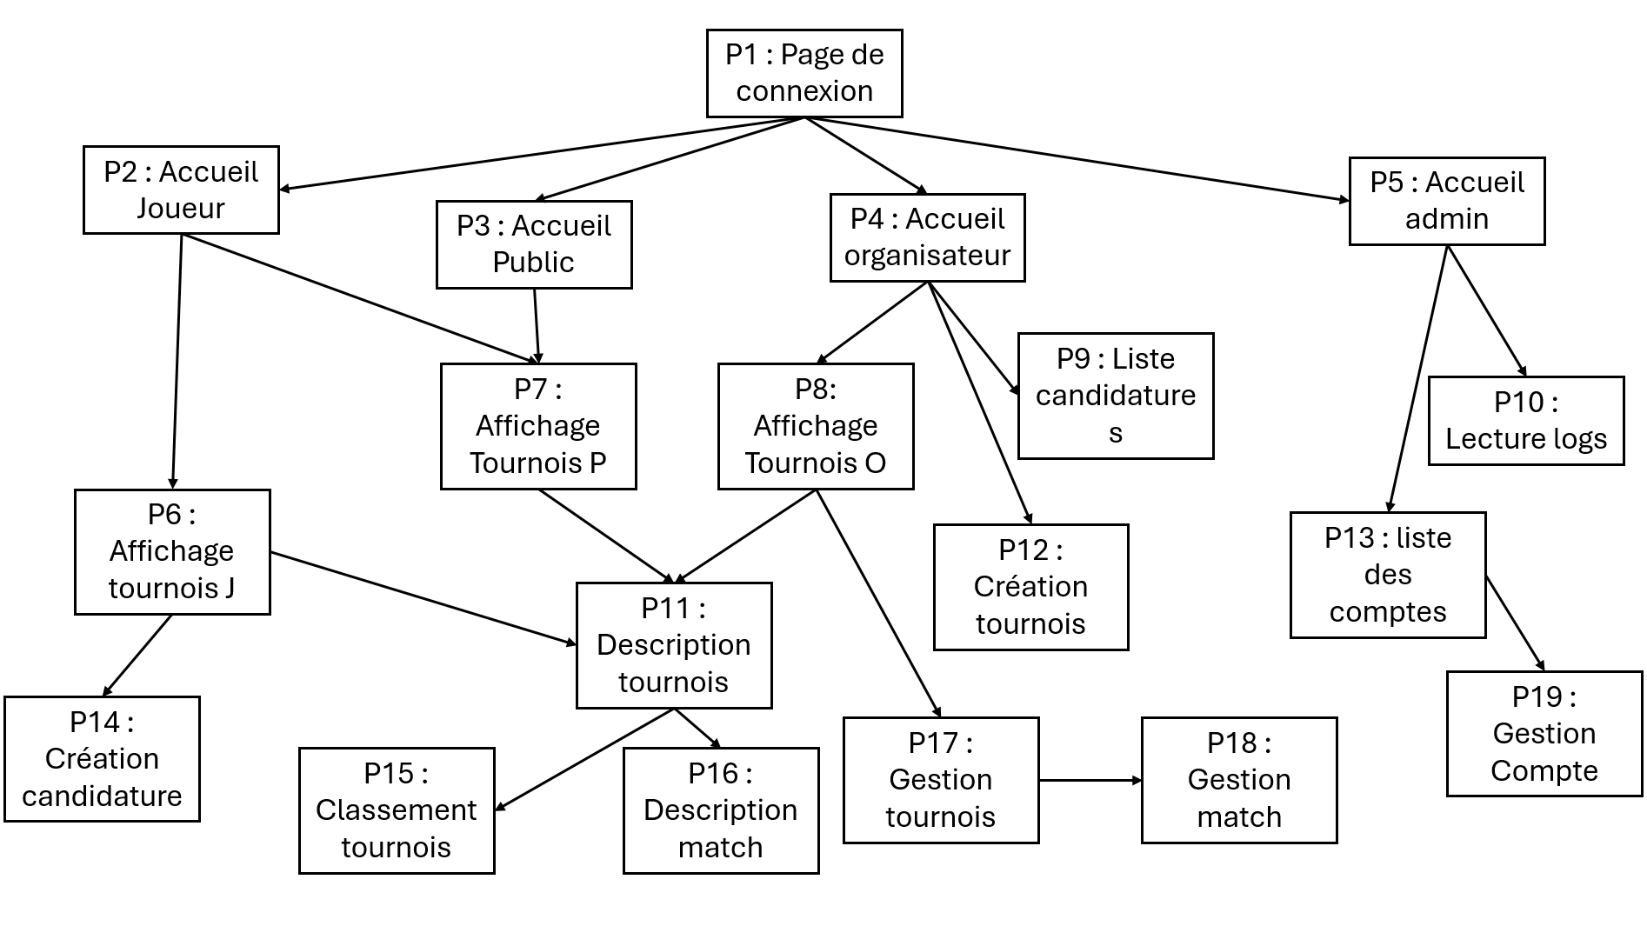 P1 : Page de
connexion
P2 : Accueil
Joueur
P3 : Accueil
Public
P4 : Accueil
organisateur
P5 : Accueil
admin
P7 :
Affichage
Tournois P
P8:
Affichage
Tournois O
P9 : Liste
candidature
s
P10 :
Lecture logs
P6 :
Affichage
tournois J
P11 :
Description
tournois
P12 :
Création
tournois
P13 : liste
des
comptes
P14 :
Création
candidature
P15 :
Classement
tournois
P16 :
Description
match
P17 :
Gestion
tournois
P18 :
Gestion
match
P19 :
Gestion
Compte